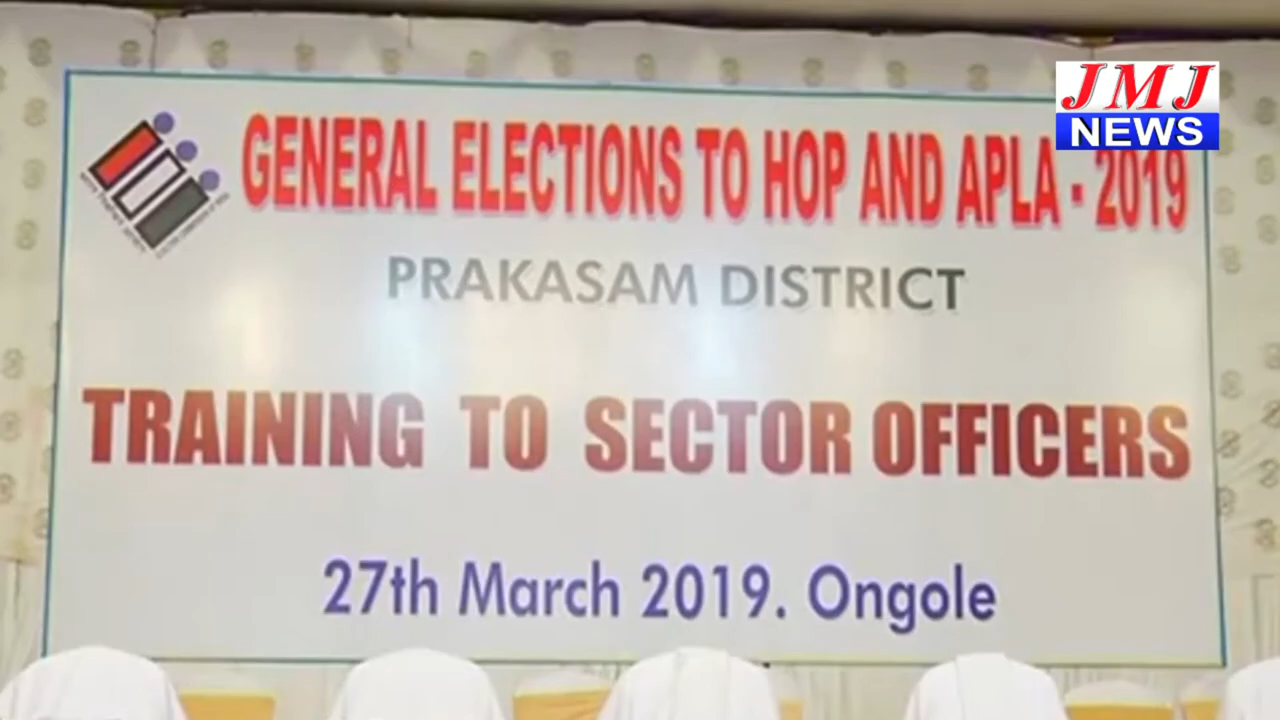 JMJ
NEWS
GENERAL ELECTIONS TO HOP AND APLA - 2019
PRAKASAM DISTRICT
TRAINING TO SECTOR OFFICERS
27th March 2019. Ongole